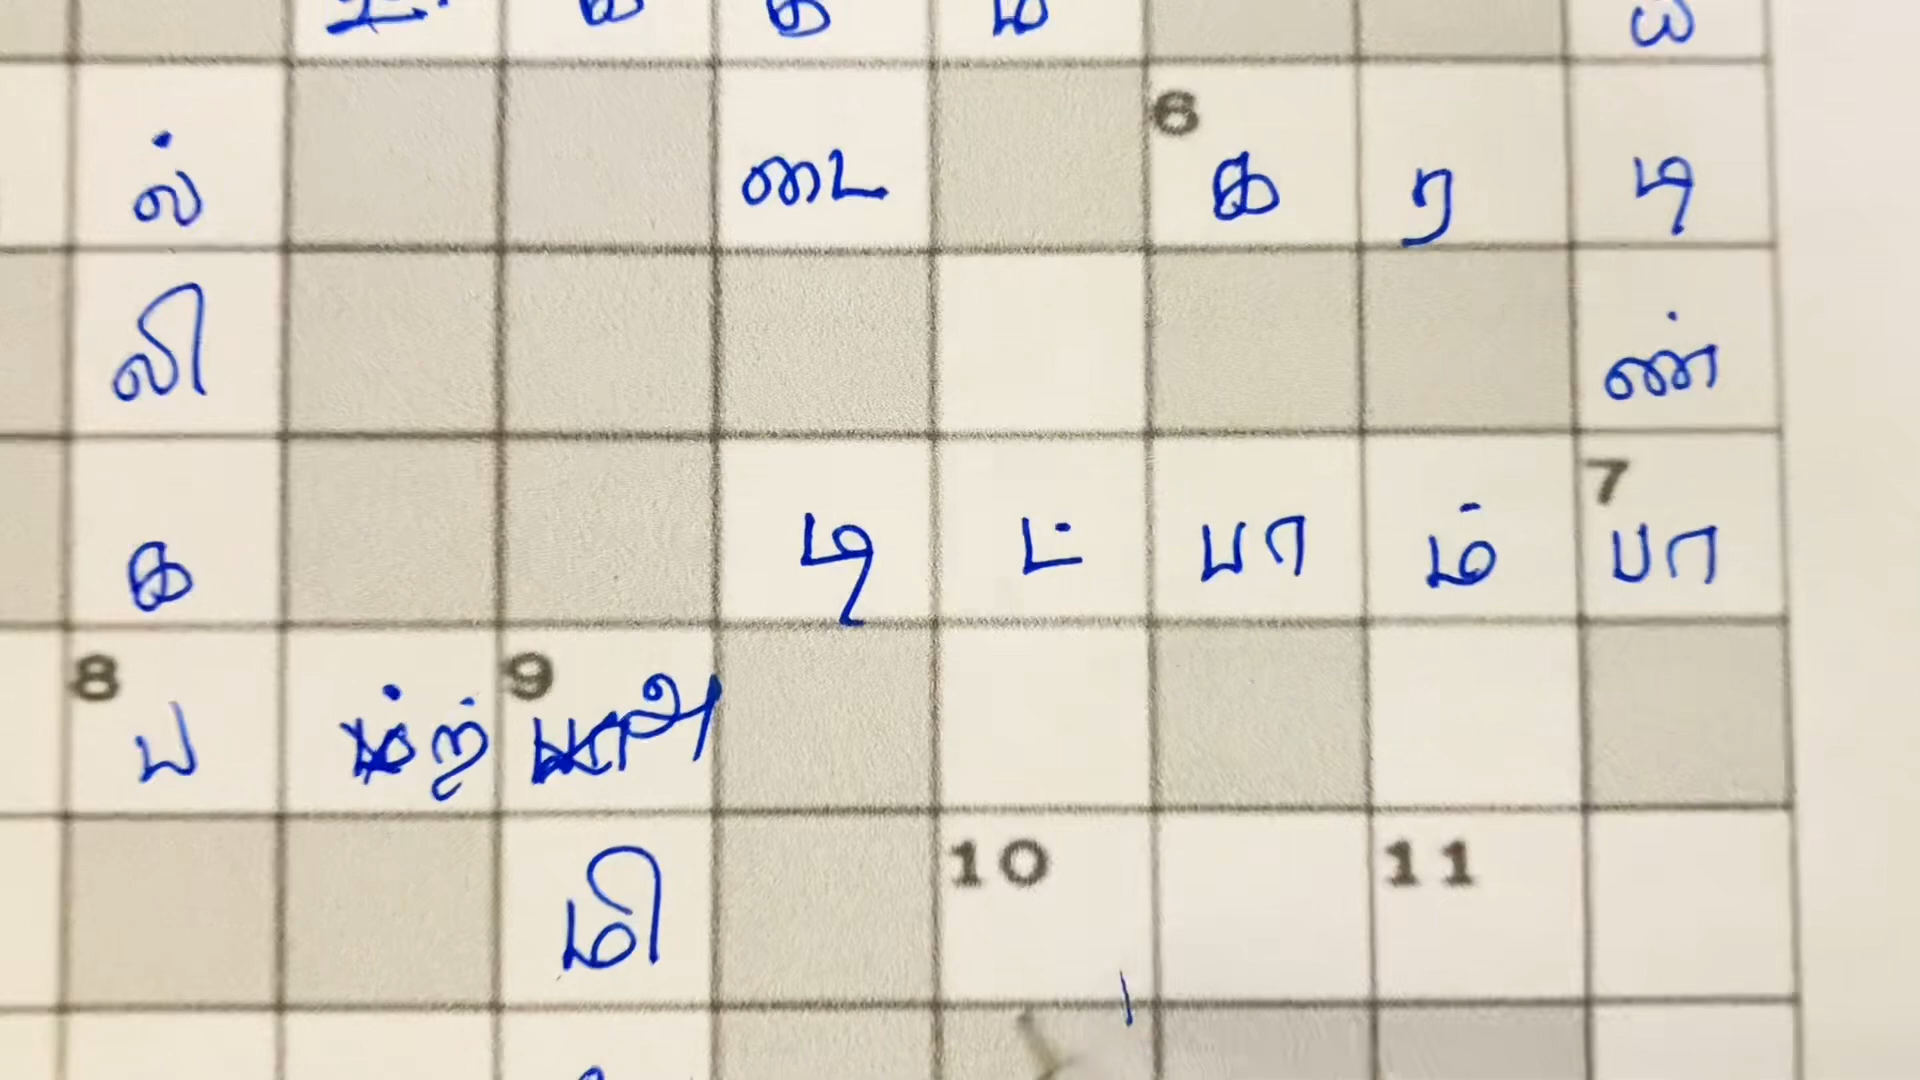 ல் டை 6 க ர டி
லி ண்
க டி ட் பா ம் 7 பா
8 ப ற் 9 அ
மி 10 11